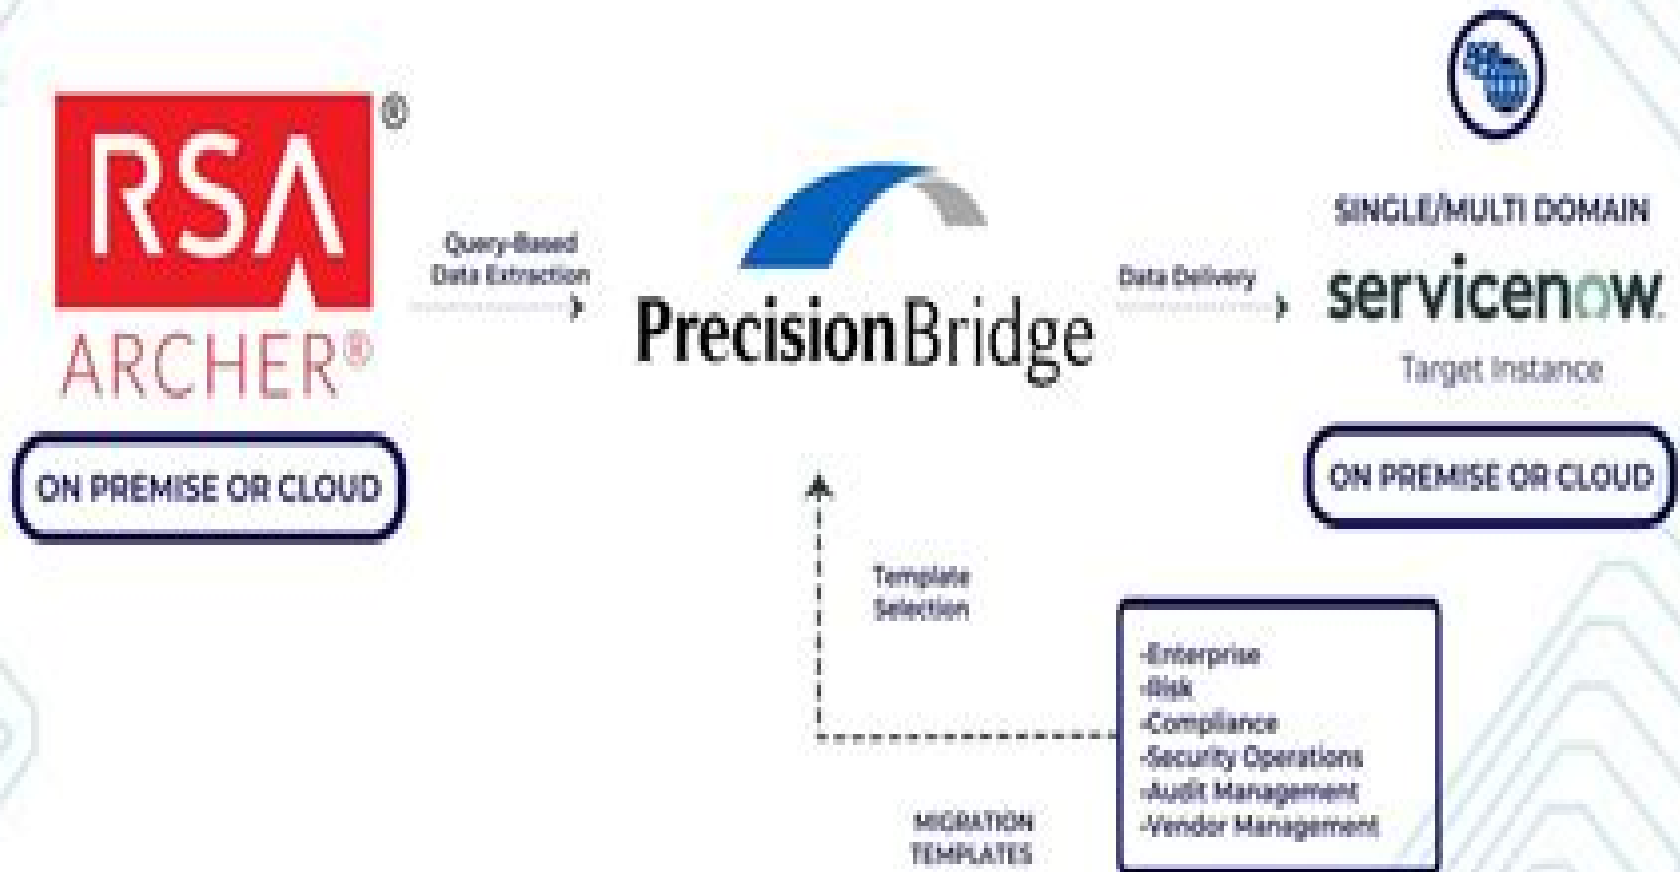 RSA®
ARCHER®
ON PREMISE OR CLOUD
Query-Based
Data Extraction
PrecisionBridge
Data Delivery
SINGLE/MULTI DOMAIN
servicenow
Target Instance
ON PREMISE OR CLOUD
Template
Selection
-Enterprise
-Risk
-Compliance
-Security Operations
-Audit Management
-Vendor Management
MIGRATION
TEMPLATES